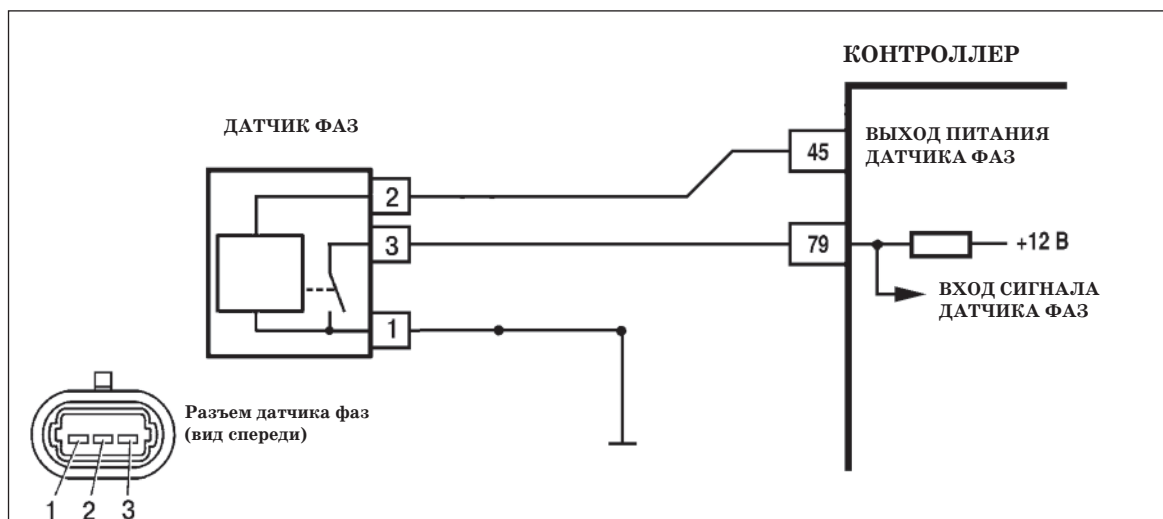 КОНТРОЛЛЕР
ДАТЧИК ФАЗ
45
ВЫХОД ПИТАНИЯ
ДАТЧИКА ФАЗ
2
3
79
+12 В
ВХОД СИГНАЛА
ДАТЧИКА ФАЗ
1
Разъем датчика фаз
(вид спереди)
1 2 3